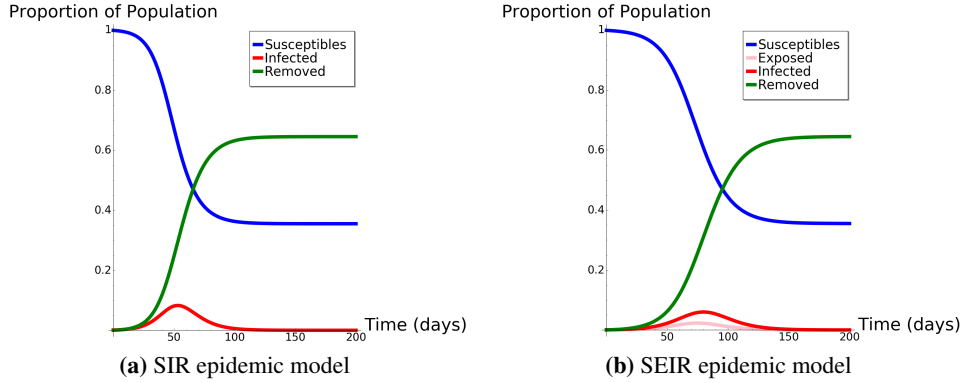 Proportion of Population
1
0.8
0.6
0.4
0.2
50
100
150
200
Time (days)
Susceptibles
Infected
Removed
(a) SIR epidemic model
Proportion of Population
1
0.8
0.6
0.4
0.2
50
100
150
200
Time (days)
Susceptibles
Exposed
Infected
Removed
(b) SEIR epidemic model